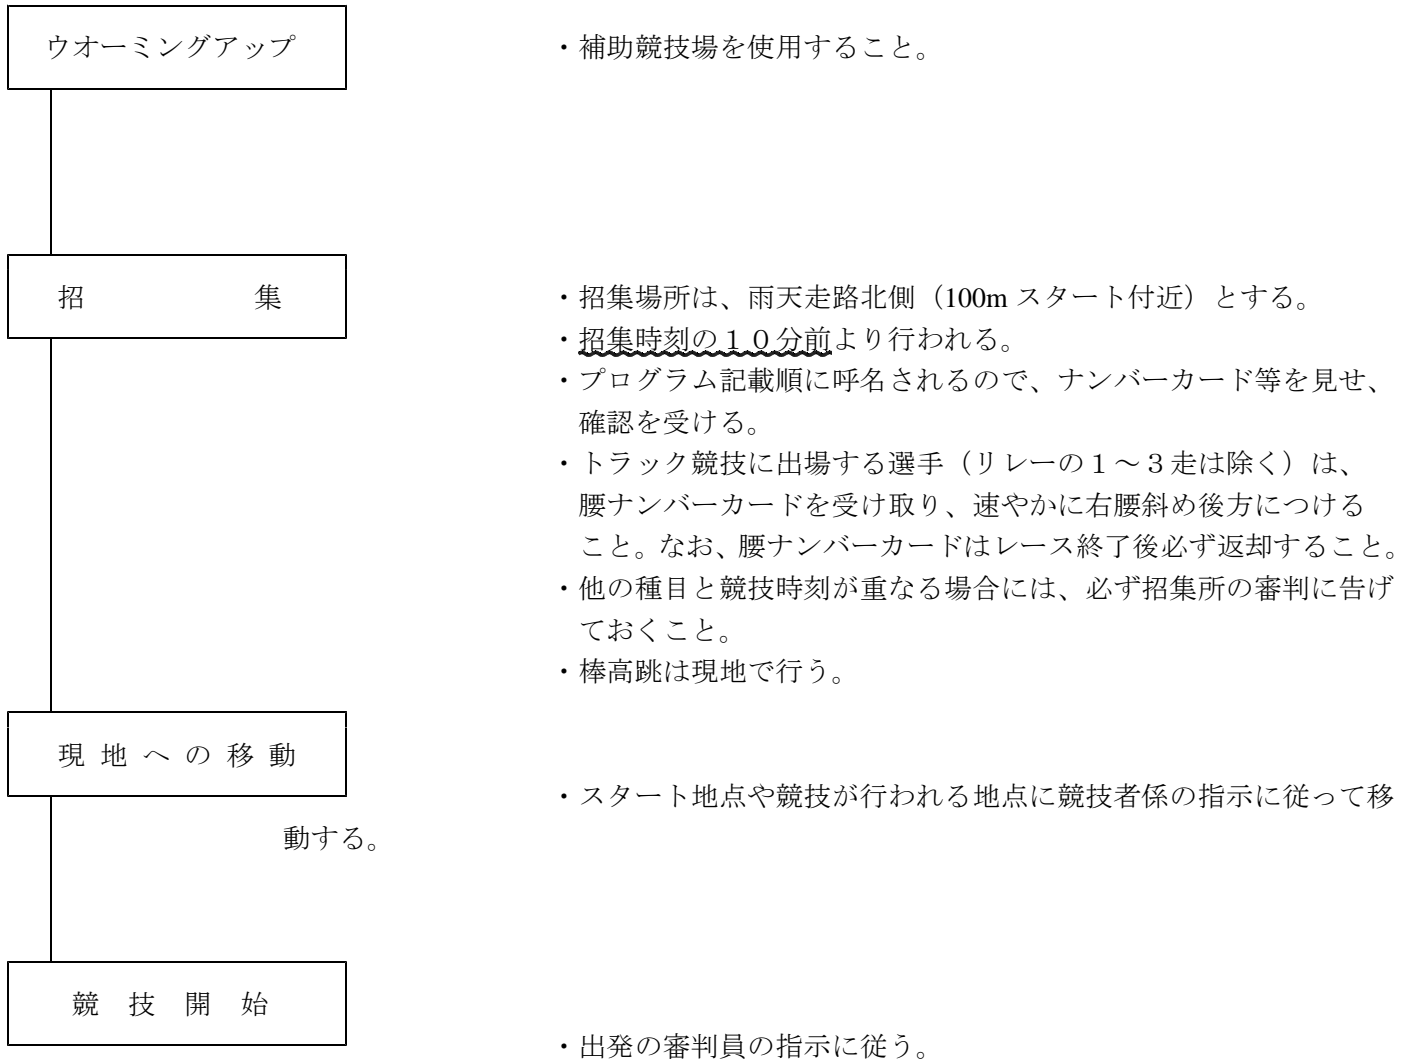 ウオーミングアップ
・補助競技場を使用すること。
招　　　　　　集
・招集場所は、雨天走路北側（100m スタート付近）とする。
・招集時刻の１０分前より行われる。
・プログラム記載順に呼名されるので、ナンバーカード等を見せ、
確認を受ける。
・トラック競技に出場する選手（リレーの１～３走は除く）は、
腰ナンバーカードを受け取り、速やかに右腰斜め後方につける
こと。なお、腰ナンバーカードはレース終了後必ず返却すること。
・他の種目と競技時刻が重なる場合には、必ず招集所の審判に告げ
ておくこと。
・棒高跳は現地で行う。
現 地 へ の 移 動
・スタート地点や競技が行われる地点に競技者係の指示に従って移
動する。
競　技　開　始
・出発の審判員の指示に従う。